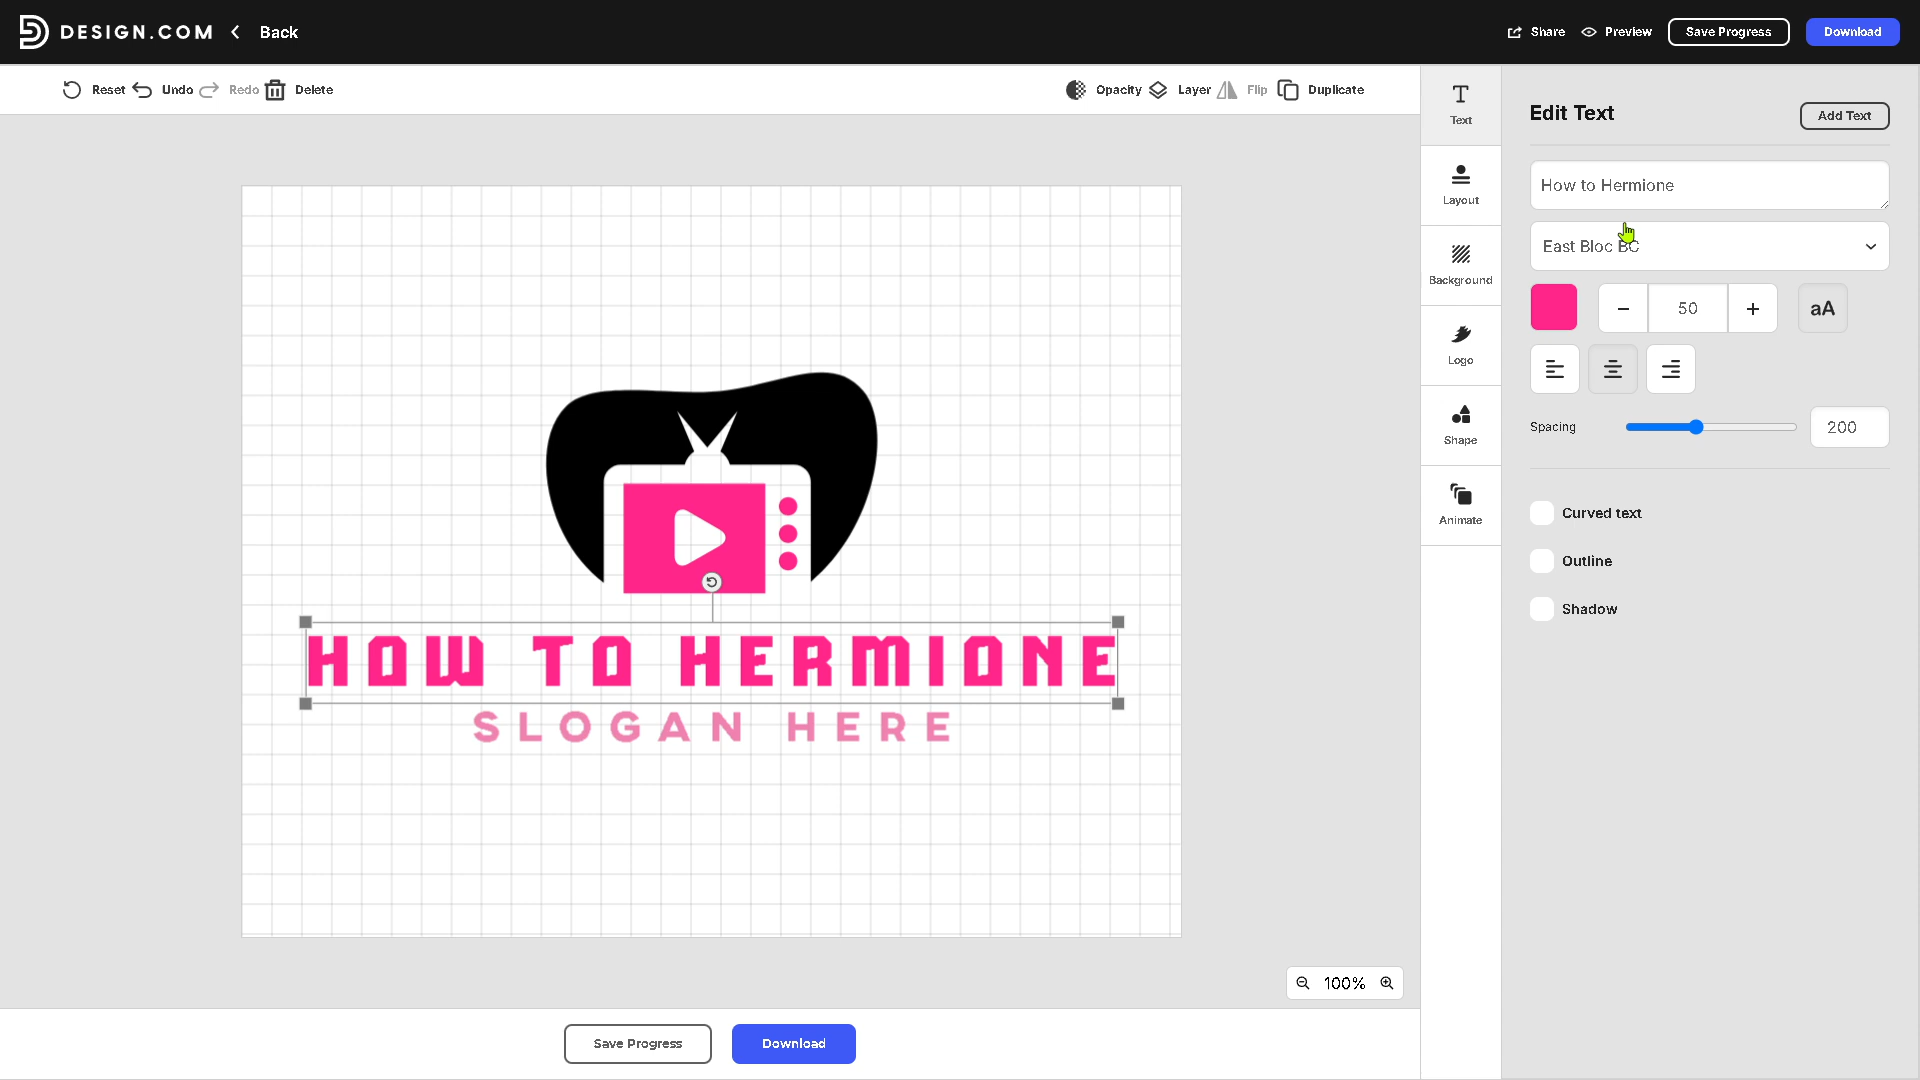 DESIGN.COM
Back
Share
Preview
Save Progress
Download
Reset
Undo
Redo
Delete
Opacity
Layer
Flip
Duplicate
Text
Layout
Background
Logo
Shape
Animate
Edit Text
Add Text
How to Hermione
East Bloc BC
50
aA
Spacing
200
Curved text
Outline
Shadow
HOW TO HERMIONE
SLOGAN HERE
100%
Save Progress
Download